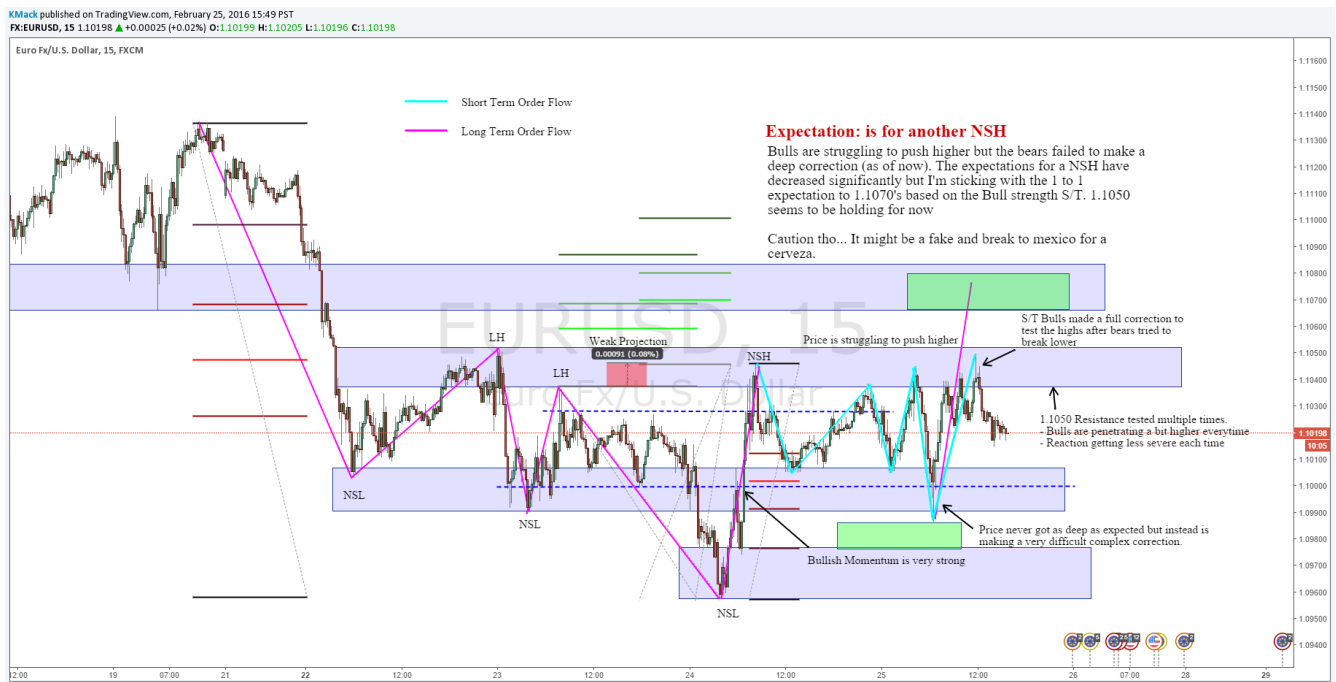 KMack published on TradingView.com, February 25, 2016 15:49 PST
FX:EURUSD, 15 1.10198 ▲ +0.00025 (+0.02%) O:1.10199 H:1.10205 L:1.10196 C:1.10198
Euro Fx/U.S. Dollar, 15, FXCM
Short Term Order Flow
Long Term Order Flow
Expectation: is for another NSH
Bulls are struggling to push higher but the bears failed to make a
deep correction (as of now). The expectations for a NSH have
decreased significantly but I'm sticking with the 1 to 1
expectation to 1.1070's based on the Bull strength S/T. 1.1050
seems to be holding for now
Caution tho... It might be a fake and break to mexico for a
cerveza.
EURUSD, 15
Euro Fx/U.S. Dollar
S/T Bulls made a full correction to
test the highs after bears tried to
break lower
Price is struggling to push higher
LH
Weak Projection
0.00091 (0.08%)
NSH
LH
1.1050 Resistance tested multiple times.
- Bulls are penetrating a bit higher everytime
- Reaction getting less severe each time
NSL
NSL
Price never got as deep as expected but instead is
making a very difficult complex correction.
Bullish Momentum is very strong
NSL
1.11600
1.11500
1.11400
1.11300
1.11200
1.11100
1.11000
1.10900
1.10800
1.10700
1.10600
1.10500
1.10400
1.10300
1.10198
10:05
1.10100
1.10000
1.09900
1.09800
1.09700
1.09600
1.09500
1.09400
12:00
19
07:00
21
22
12:00
23
12:00
24
12:00
25
12:00
26
07:00
28
29